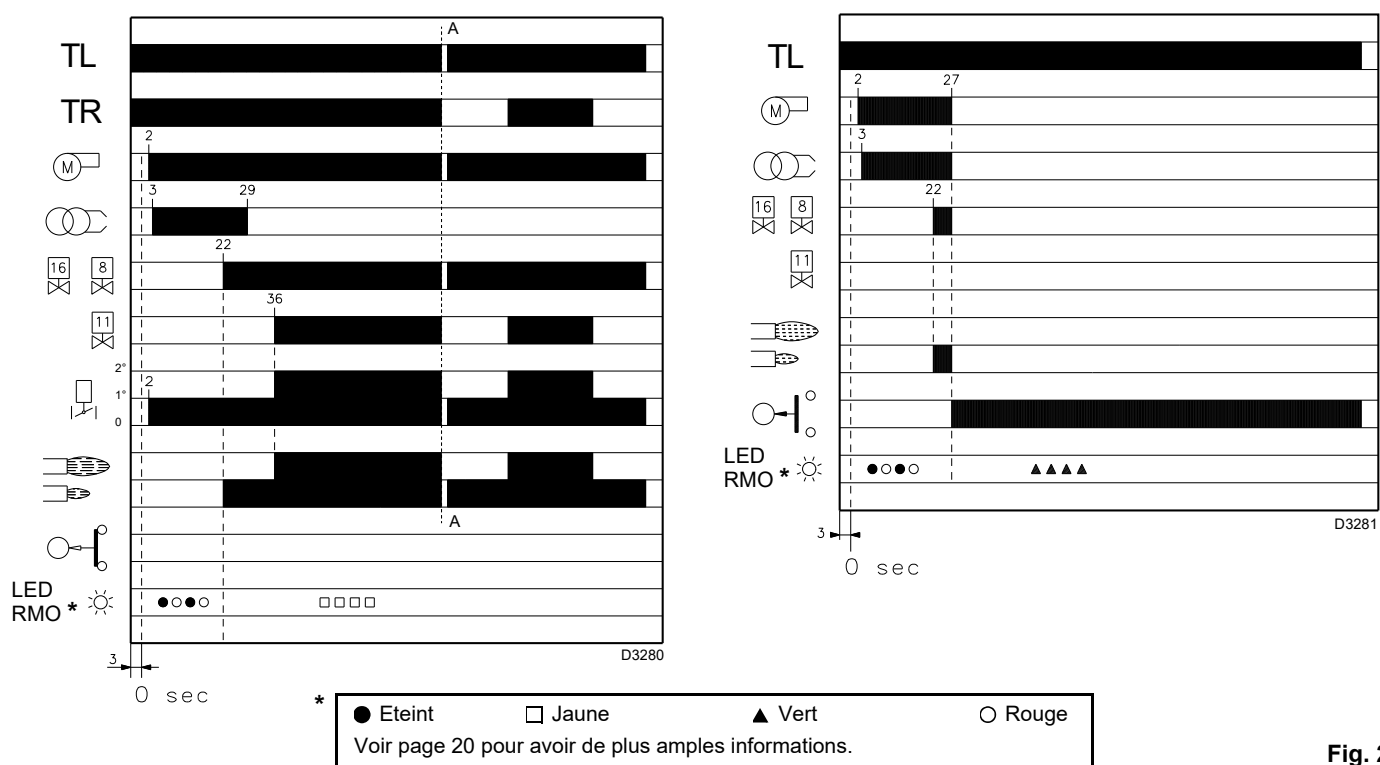 A
TL
TR
2
M
3 29
22
16 8
36
11
2°
2
1°
0
A
LED
RMO *
D3280
3
0 sec
TL
2 27
M
3
22
16 8
11
LED
RMO *
D3281
3
0 sec
*
● Eteint □ Jaune ▲ Vert ○ Rouge
Voir page 20 pour avoir de plus amples informations.